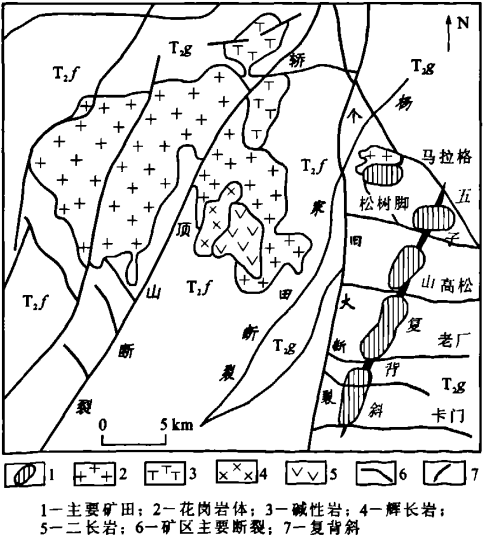 N
T₂g
T₂g
T₂f
轿
杨
个
T₂f
马拉格
五
松树脚
子
家
顶
旧
山
高松
T₂f
T₂f
山
田
火
复
断
断
老厂
T₂g
背
断
裂
T₂g
裂
裂
斜
卡门
0 5 km
1 2 3 4 5 6 7
1—主要矿田；2—花岗岩体；3—碱性岩；4—辉长岩；
5—二长岩；6—矿区主要断裂；7—复背斜